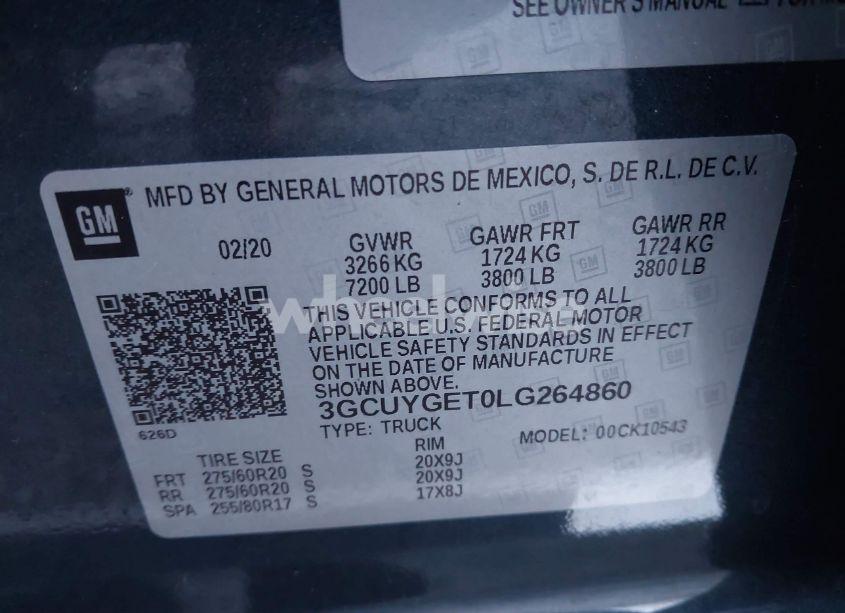 SEE OWNER'S MANUAL
GM
MFD BY GENERAL MOTORS DE MEXICO, S. DE R.L. DE C.V.
02/20 GVWR GAWR FRT GAWR RR
3266 KG 1724 KG 1724 KG
7200 LB 3800 LB 3800 LB
THIS VEHICLE CONFORMS TO ALL
APPLICABLE U.S. FEDERAL MOTOR
VEHICLE SAFETY STANDARDS IN EFFECT
ON THE DATE OF MANUFACTURE
SHOWN ABOVE.
3GCUYGET0LG264860
626D
TYPE: TRUCK MODEL: 00CK10543
TIRE SIZE RIM
FRT 275/60R20 S 20X9J
RR 275/60R20 S 20X9J
SPA 255/80R17 S 17X8J